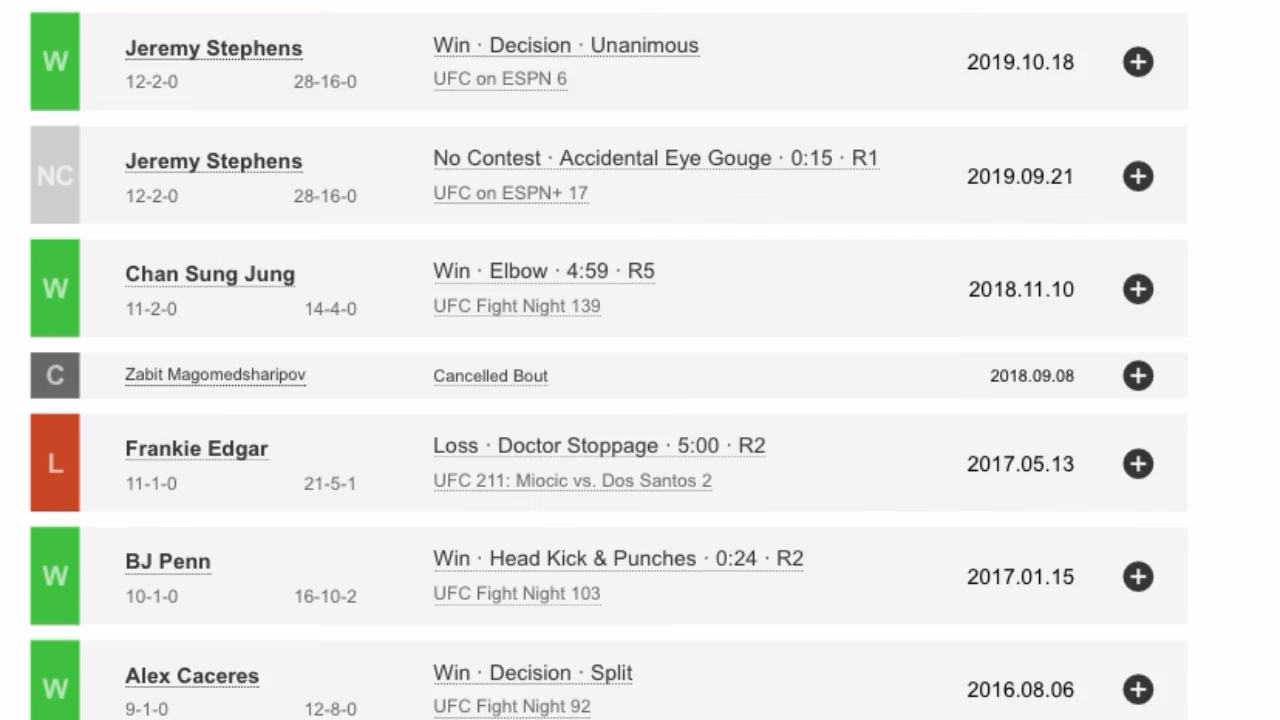 W
Jeremy Stephens
12-2-0 28-16-0
Win · Decision · Unanimous
UFC on ESPN 6
2019.10.18
NC
Jeremy Stephens
12-2-0 28-16-0
No Contest · Accidental Eye Gouge · 0:15 · R1
UFC on ESPN+ 17
2019.09.21
W
Chan Sung Jung
11-2-0 14-4-0
Win · Elbow · 4:59 · R5
UFC Fight Night 139
2018.11.10
C
Zabit Magomedsharipov
Cancelled Bout
2018.09.08
L
Frankie Edgar
11-1-0 21-5-1
Loss · Doctor Stoppage · 5:00 · R2
UFC 211: Miocic vs. Dos Santos 2
2017.05.13
W
BJ Penn
10-1-0 16-10-2
Win · Head Kick & Punches · 0:24 · R2
UFC Fight Night 103
2017.01.15
W
Alex Caceres
9-1-0 12-8-0
Win · Decision · Split
UFC Fight Night 92
2016.08.06